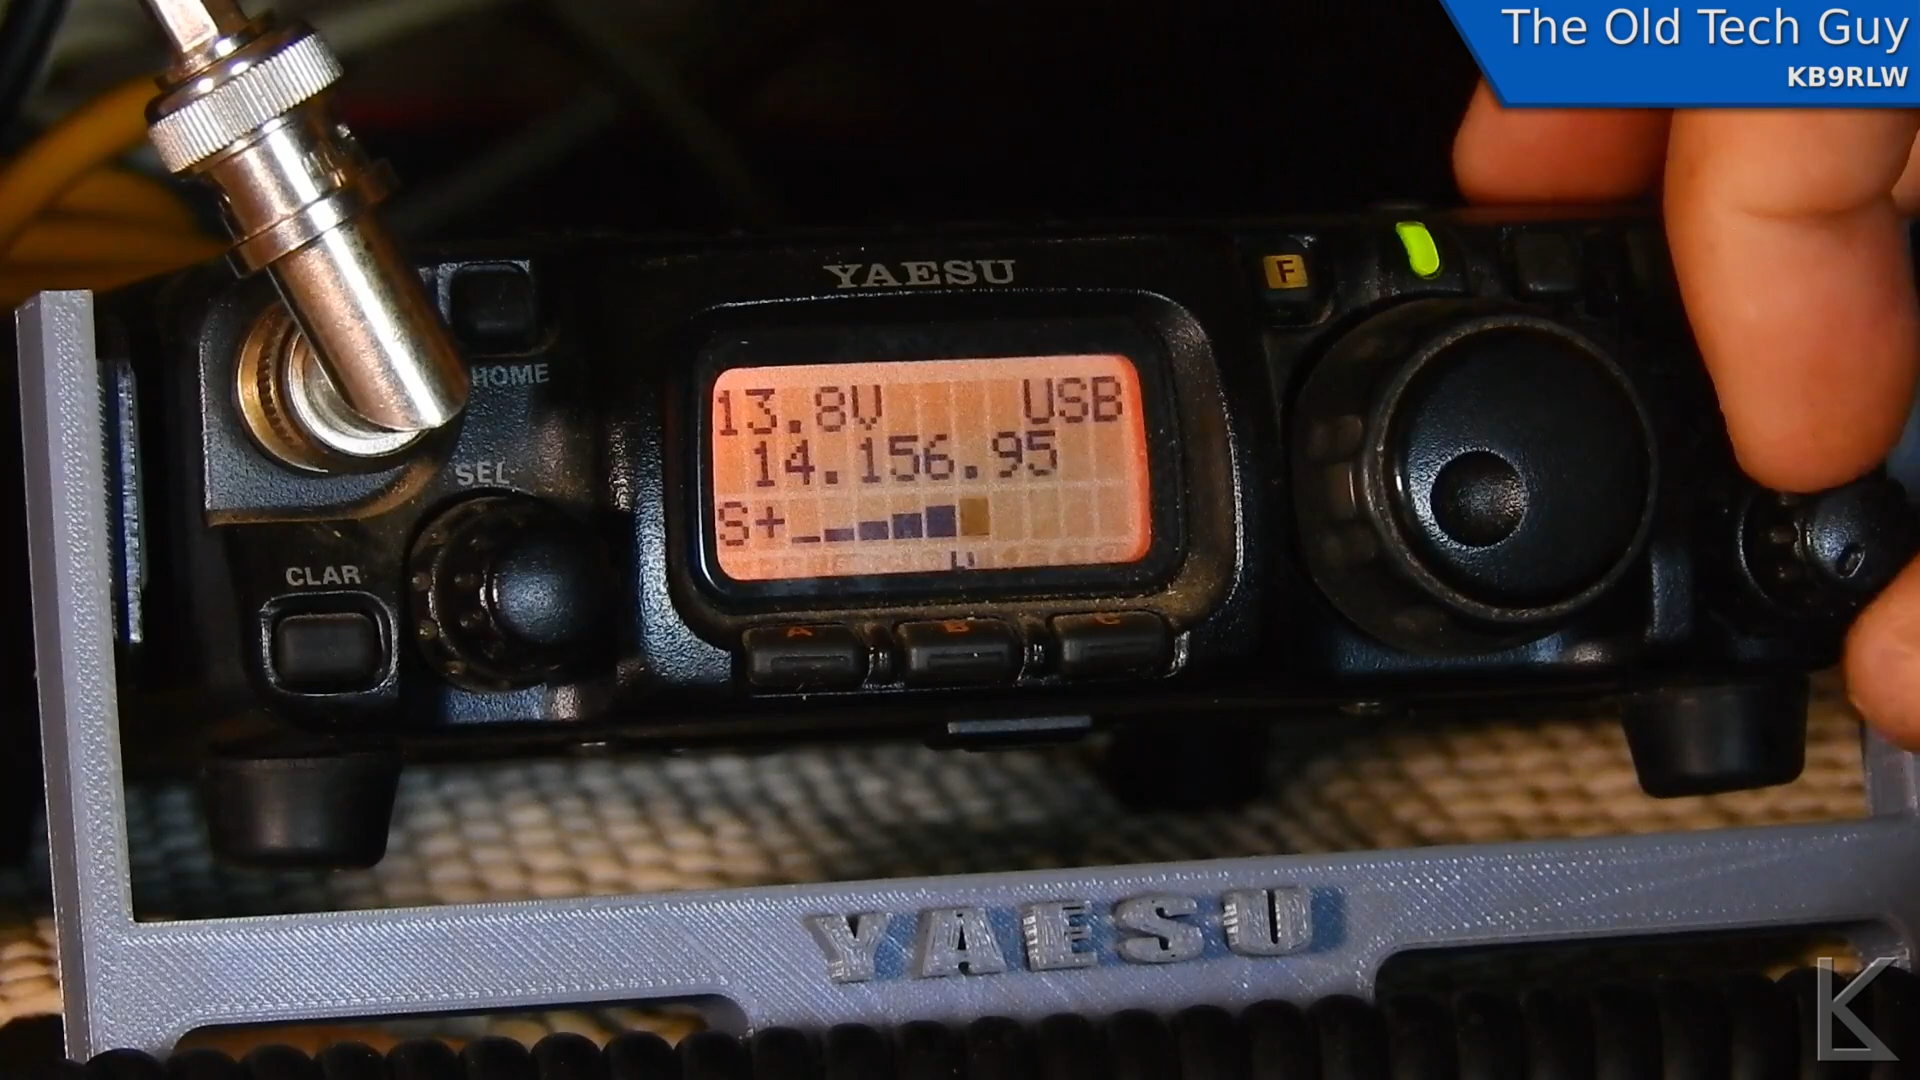 The Old Tech Guy
KB9RLW
YAESU
F
HOME
13.8V USB
14.156.95
S+
SEL
CLAR
A B C
YAESU
K